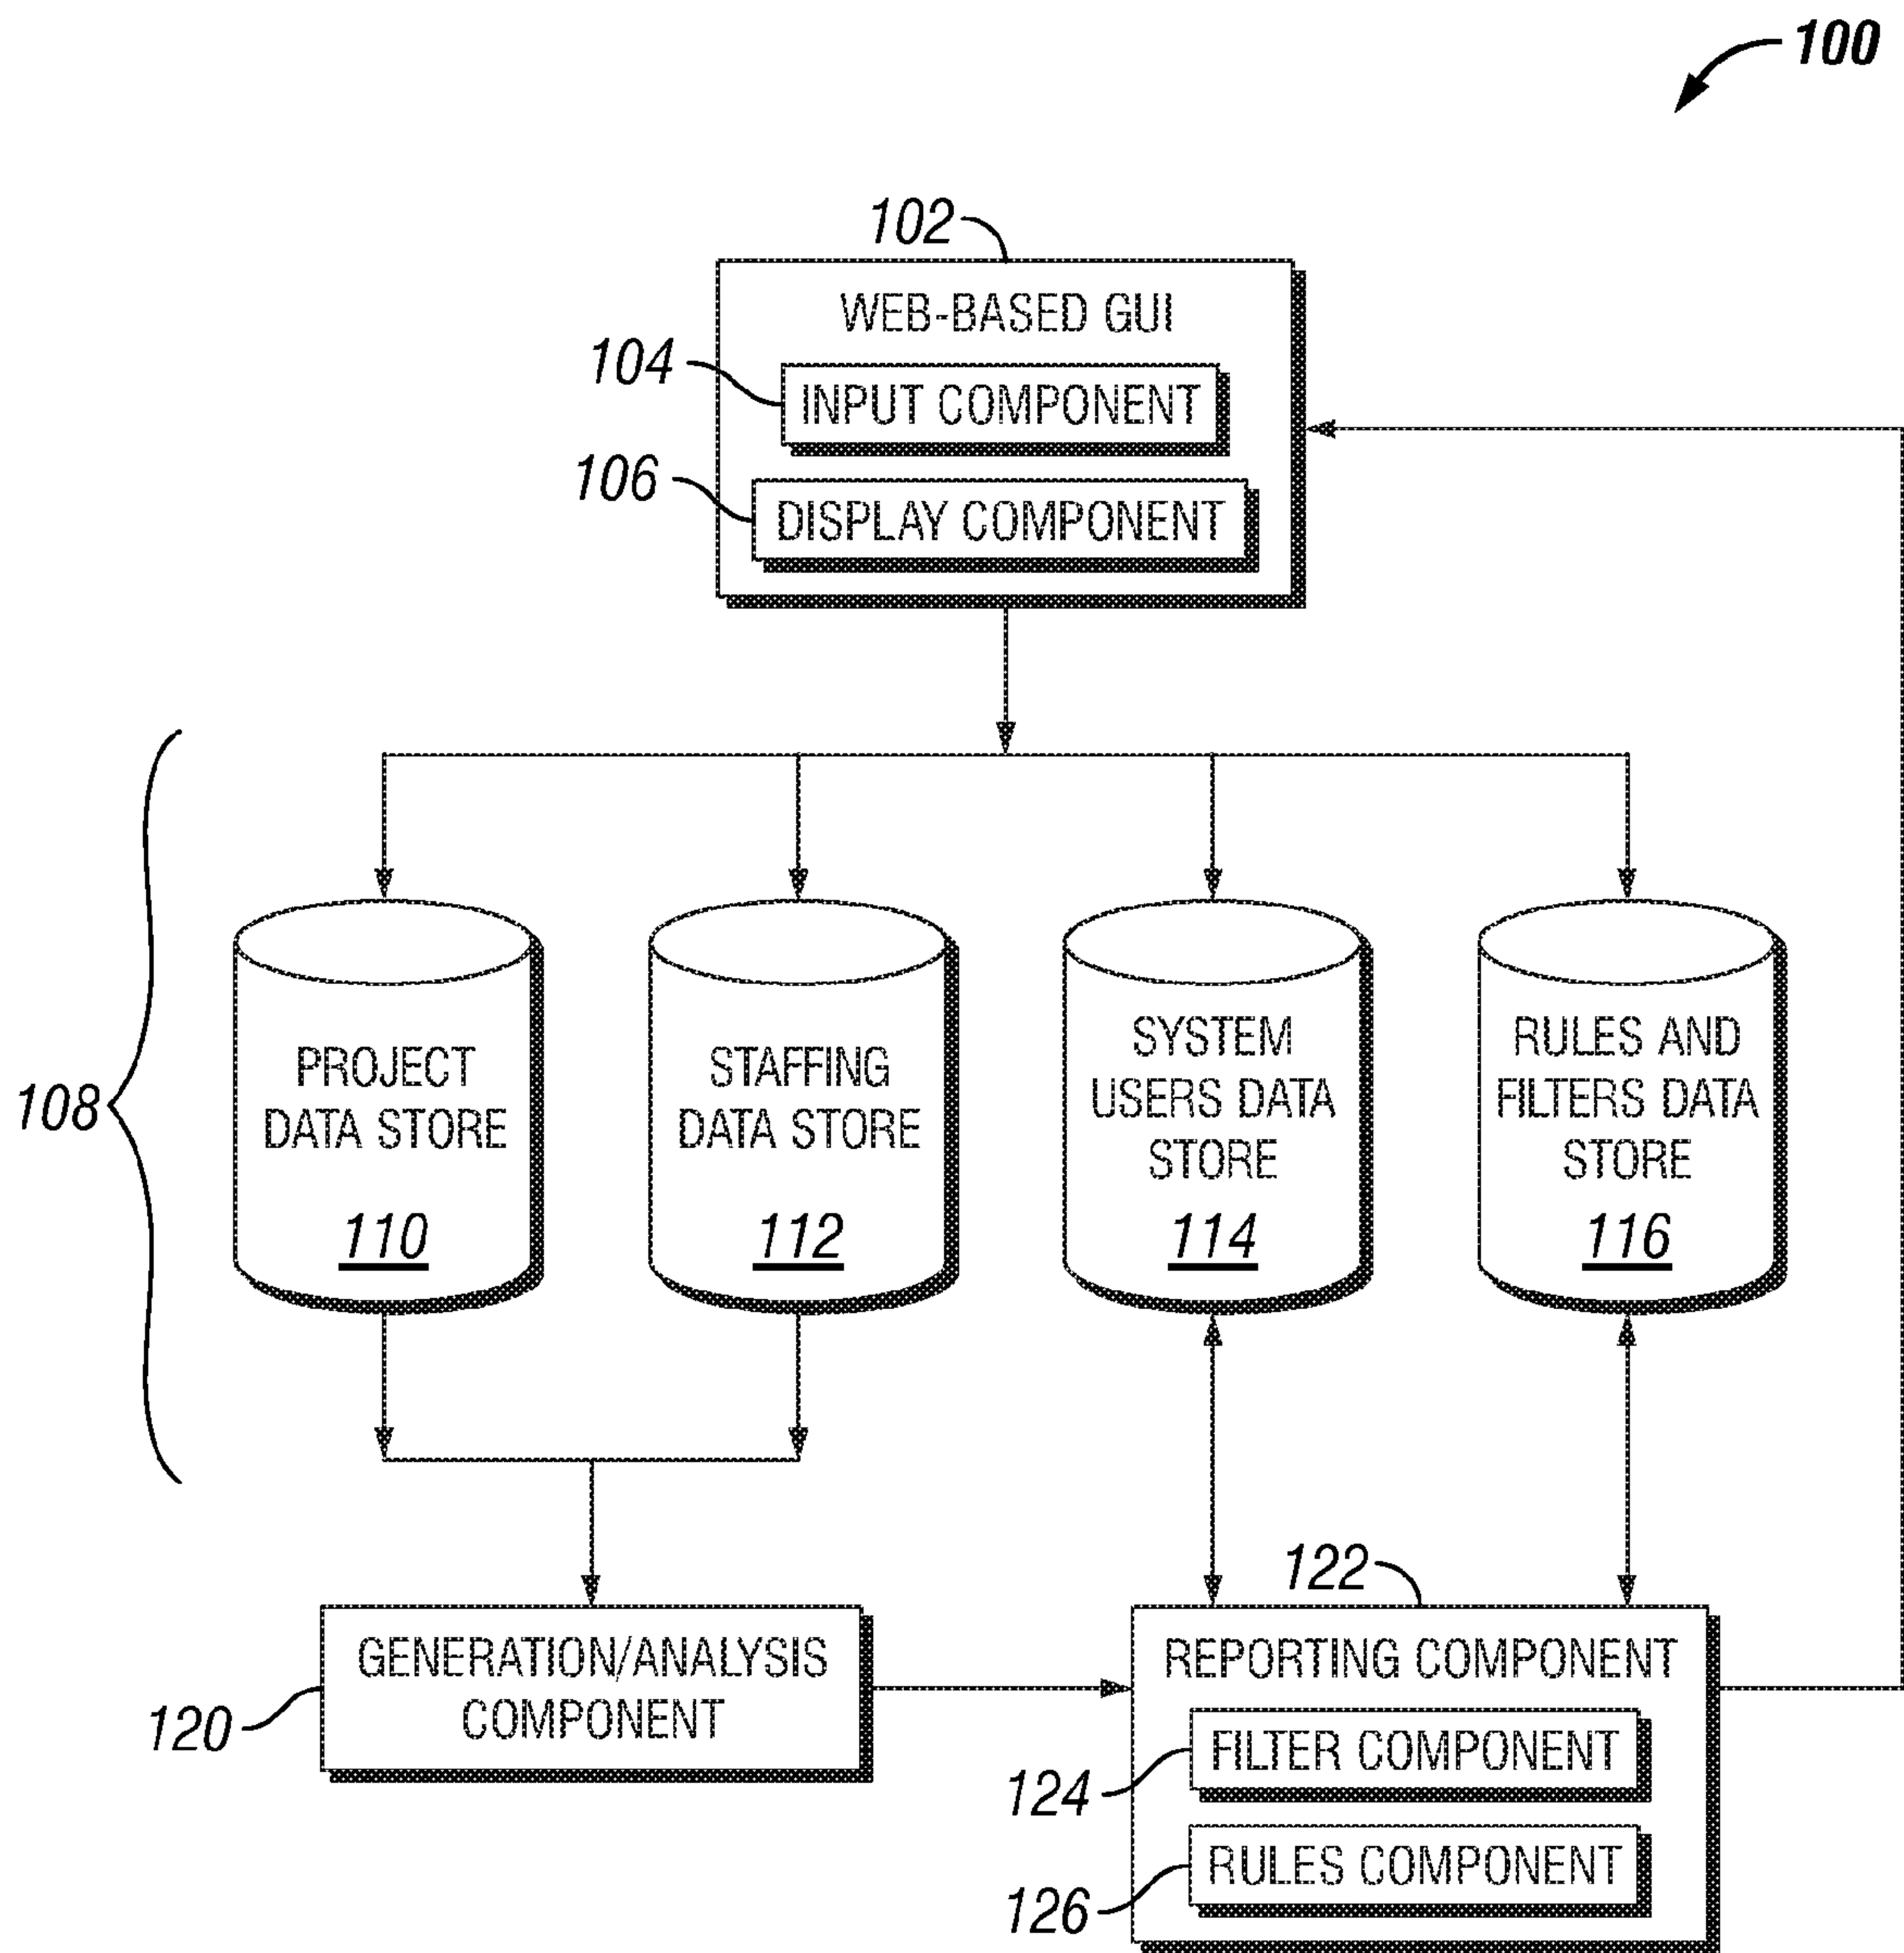 100
102
WEB-BASED GUI
104
INPUT COMPONENT
106
DISPLAY COMPONENT
108
PROJECT
DATA STORE
110
STAFFING
DATA STORE
112
SYSTEM
USERS DATA
STORE
114
RULES AND
FILTERS DATA
STORE
116
GENERATION/ANALYSIS
COMPONENT
120
122
REPORTING COMPONENT
FILTER COMPONENT
124
RULES COMPONENT
126